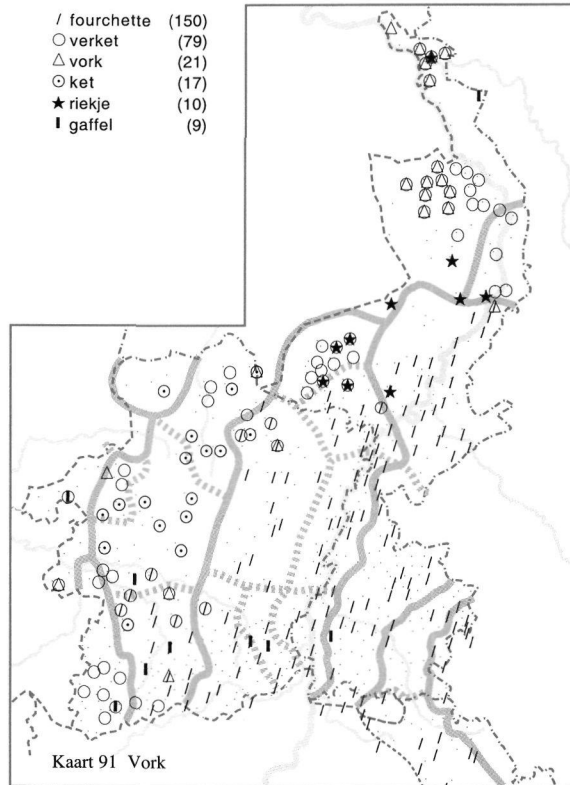 / fourchette (150)
○ verket (79)
△ vork (21)
⊙ ket (17)
★ riekje (10)
▮ gaffel (9)
Kaart 91 Vork